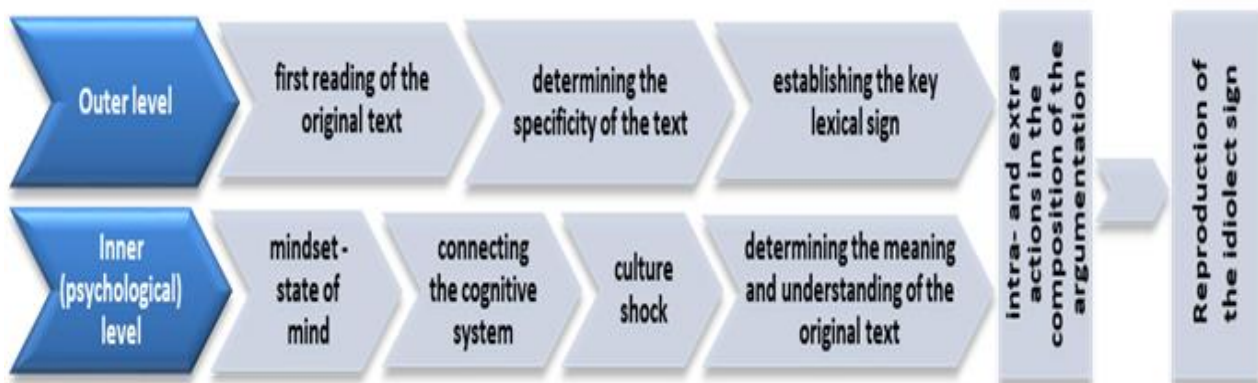 Outer level
first reading of the
original text
determining the
specificity of the text
establishing the key
lexical sign
Inner
(psychological)
level
mindset -
state of
mind
connecting
the cognitive
system
culture
shock
determining the meaning
and understanding of the
original text
intra- and extra
actions in the
composition of the
argumentation
Reproduction of
the idiolect sign